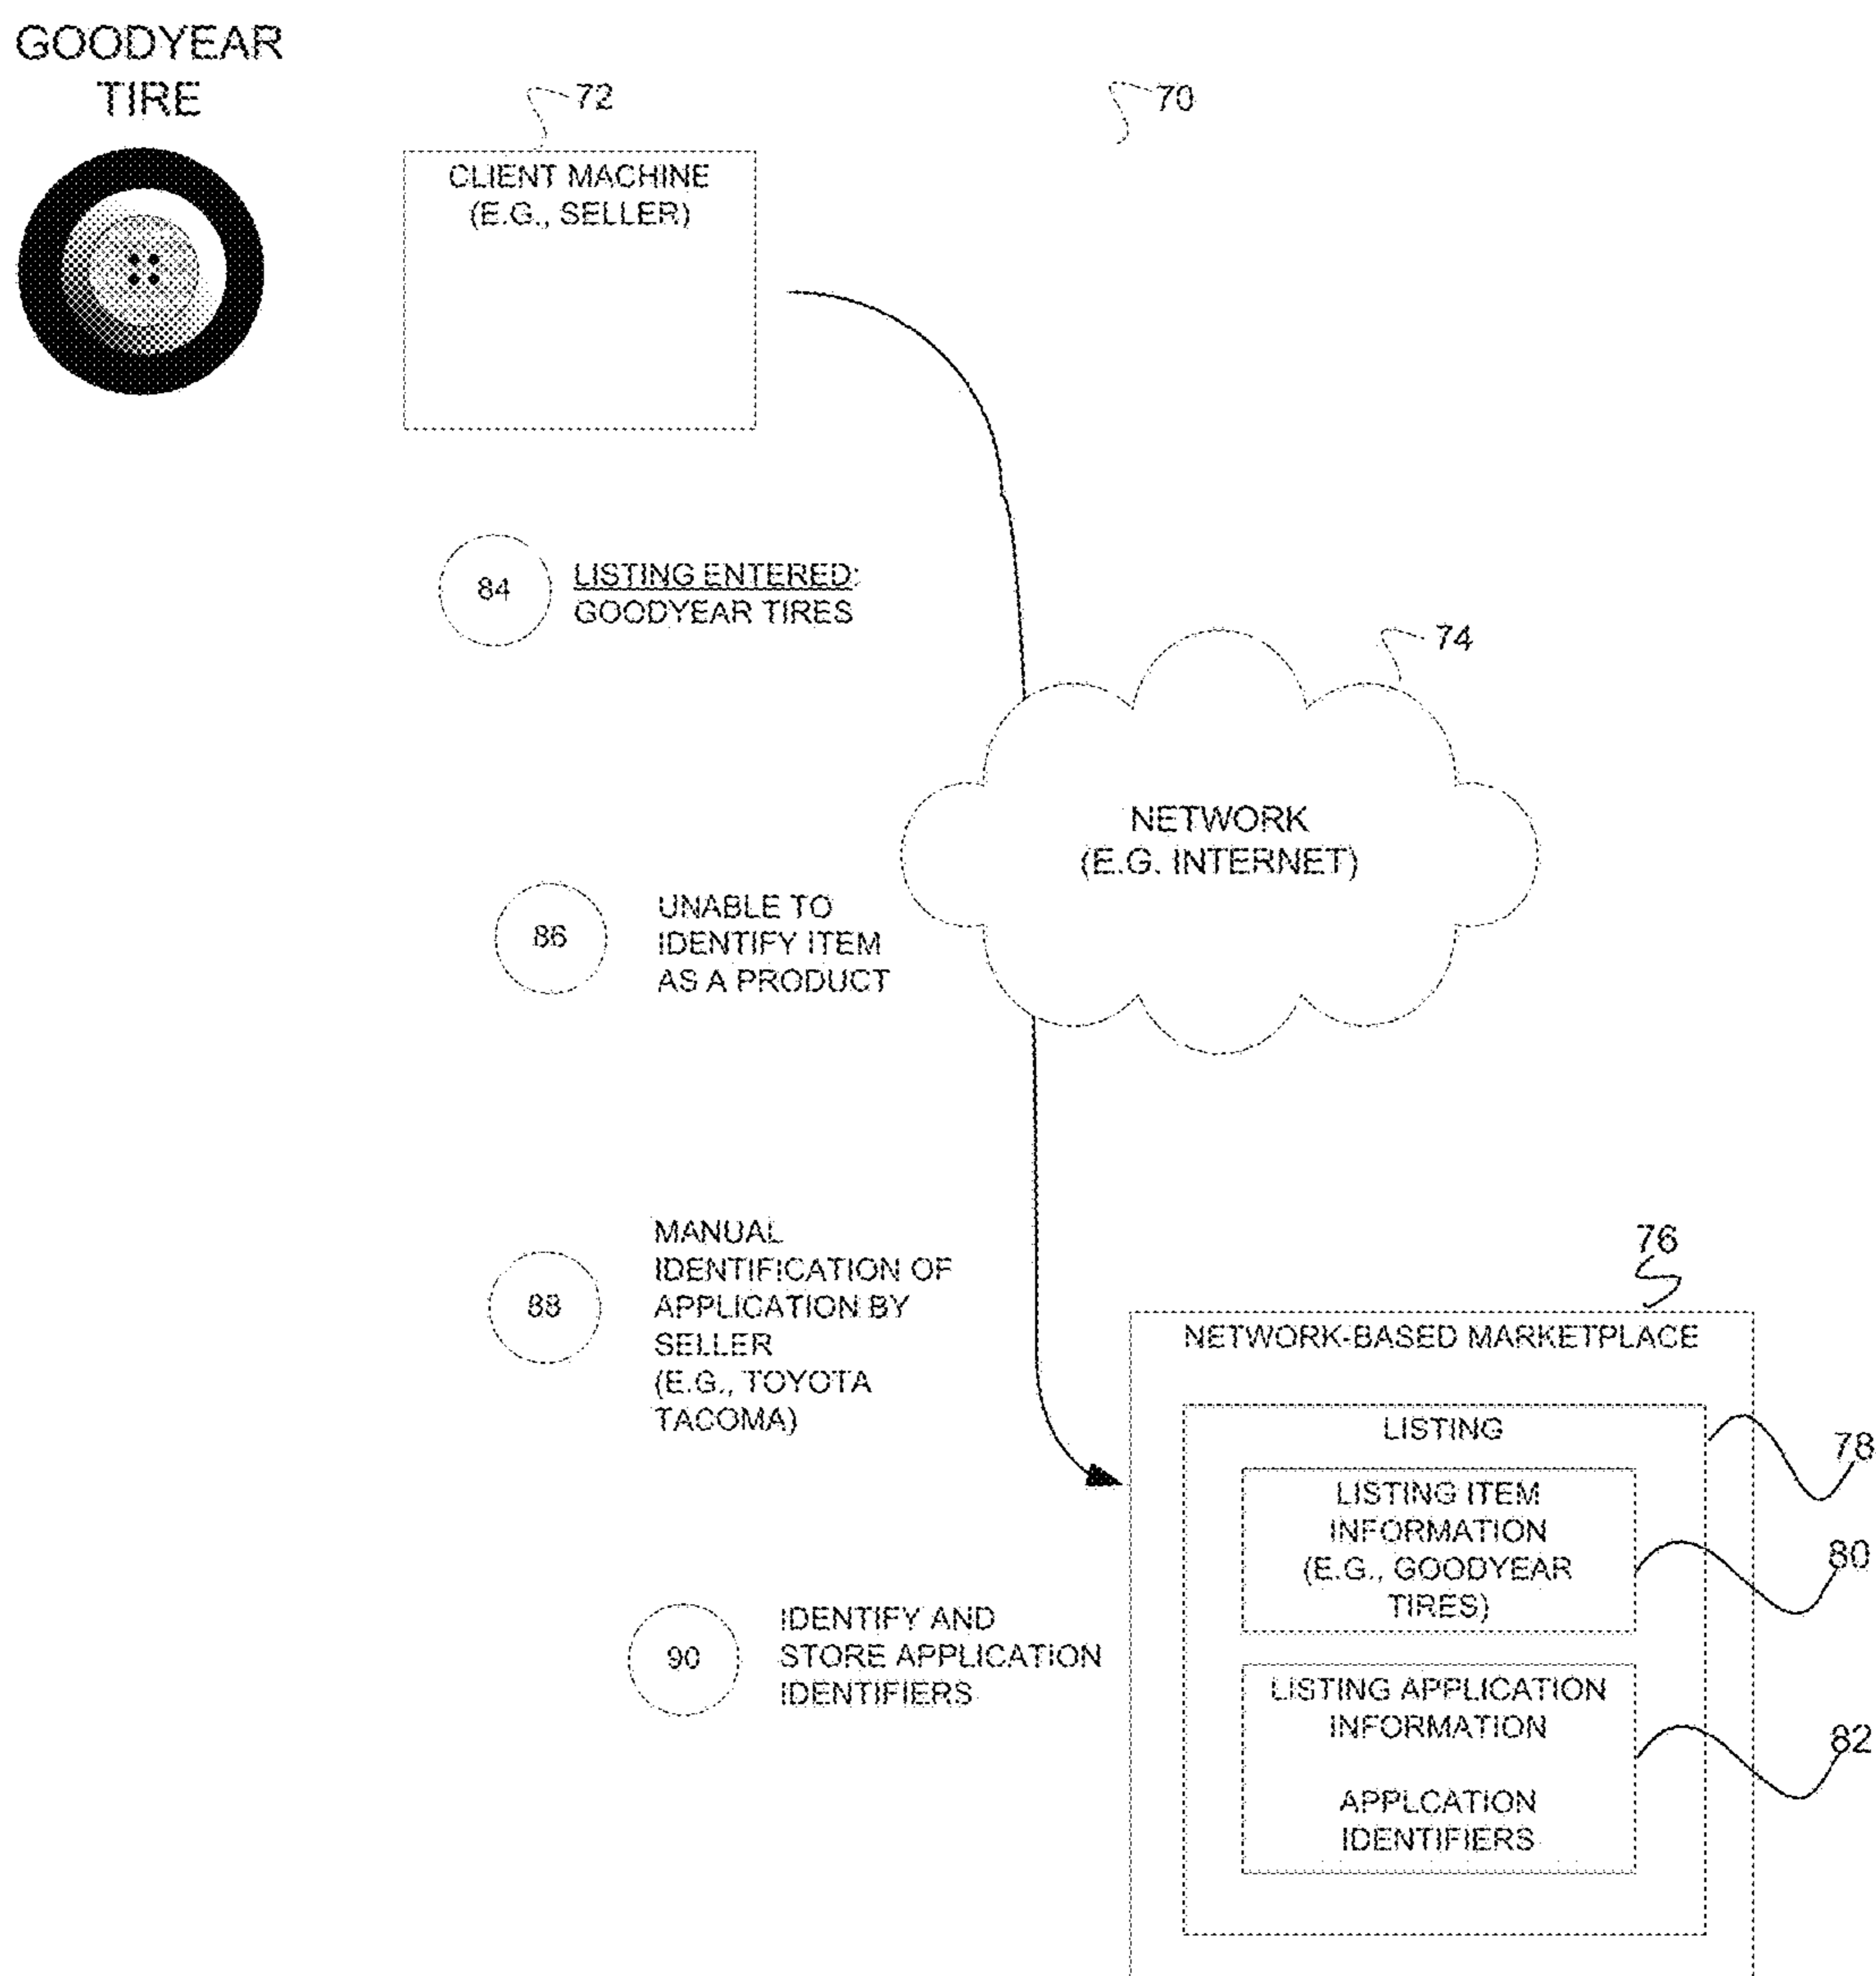 GOODYEAR
TIRE
72
70
CLIENT MACHINE
(E.G., SELLER)
84
LISTING ENTERED:
GOODYEAR TIRES
74
NETWORK
(E.G. INTERNET)
86
UNABLE TO
IDENTIFY ITEM
AS A PRODUCT
88
MANUAL
IDENTIFICATION OF
APPLICATION BY
SELLER
(E.G., TOYOTA
TACOMA)
76
NETWORK-BASED MARKETPLACE
78
LISTING
LISTING ITEM
INFORMATION
(E.G., GOODYEAR
TIRES)
80
90
IDENTIFY AND
STORE APPLICATION
IDENTIFIERS
LISTING APPLICATION
INFORMATION
82
APPLCATION
IDENTIFIERS